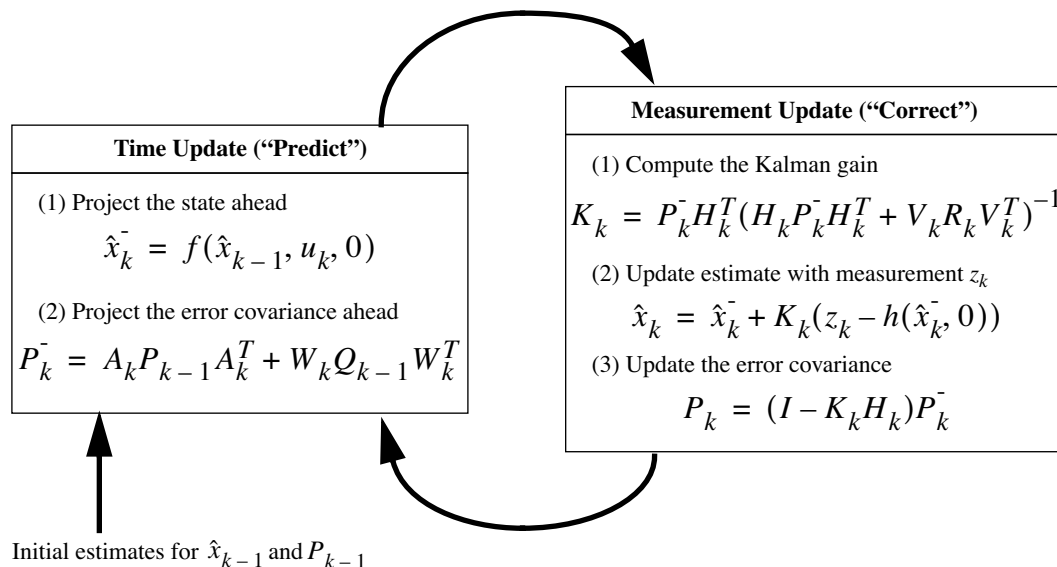 Time Update (“Predict”)
(1) Project the state ahead
x̂ₖ⁻ = f(x̂ₖ₋₁, uₖ, 0)
(2) Project the error covariance ahead
Pₖ⁻ = AₖPₖ₋₁Aₖᵀ + WₖQₖ₋₁Wₖᵀ
Measurement Update (“Correct”)
(1) Compute the Kalman gain
Kₖ = Pₖ⁻Hₖᵀ(HₖPₖ⁻Hₖᵀ + VₖRₖVₖᵀ)⁻¹
(2) Update estimate with measurement zₖ
x̂ₖ = x̂ₖ⁻ + Kₖ(zₖ – h(x̂ₖ⁻, 0))
(3) Update the error covariance
Pₖ = (I – KₖHₖ)Pₖ⁻
Initial estimates for x̂ₖ₋₁ and Pₖ₋₁